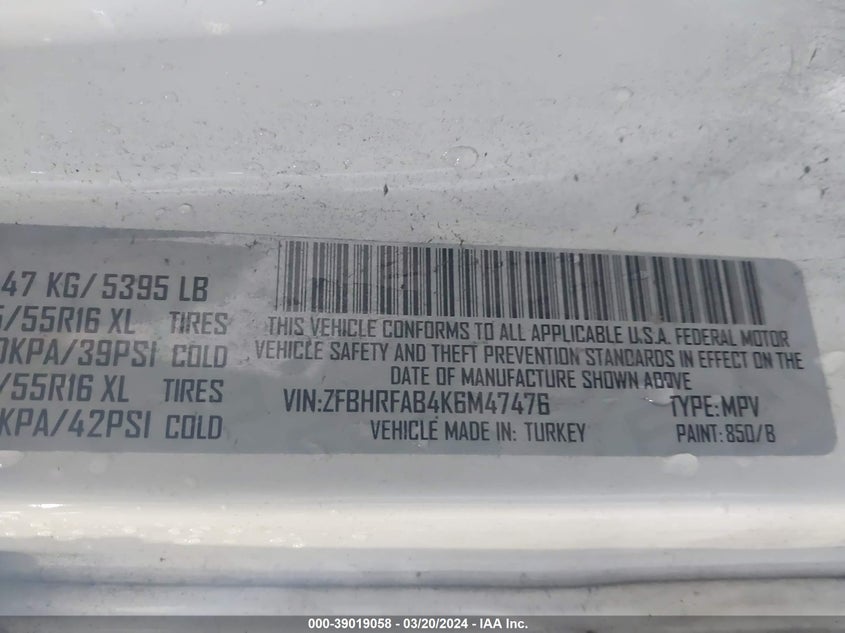 47 KG/ 5395 LB
/55R16 XL TIRES
KPA/39PSI COLD
/55R16 XL TIRES
KPA/42PSI COLD
THIS VEHICLE CONFORMS TO ALL APPLICABLE U.S.A. FEDERAL MOTOR
VEHICLE SAFETY AND THEFT PREVENTION STANDARDS IN EFFECT ON THE
DATE OF MANUFACTURE SHOWN ABOVE
VIN:ZFBHRFAB4K6M47476 TYPE:MPV
VEHICLE MADE IN: TURKEY PAINT:850/B
000-39019058 - 03/20/2024 - IAA Inc.